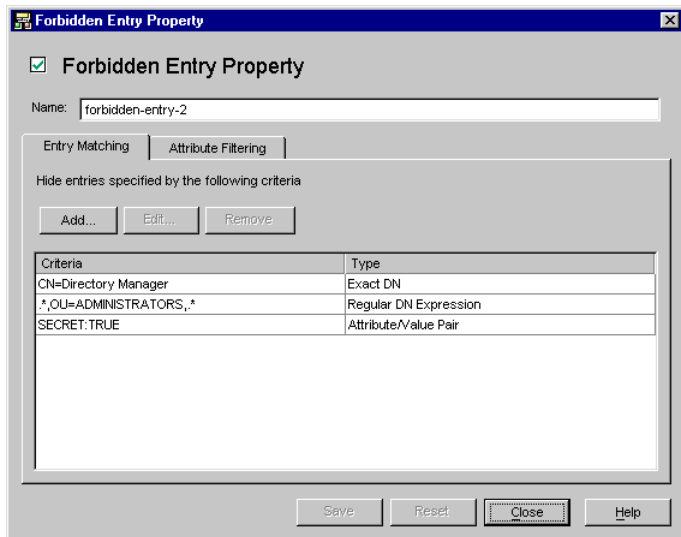 Forbidden Entry Property
Forbidden Entry Property
Name: forbidden-entry-2
Entry Matching Attribute Filtering
Hide entries specified by the following criteria
Add... Edit... Remove
Criteria Type
CN=Directory Manager Exact DN
.*,OU=ADMINISTRATORS,.* Regular DN Expression
SECRET:TRUE Attribute/Value Pair
Save Reset Close Help